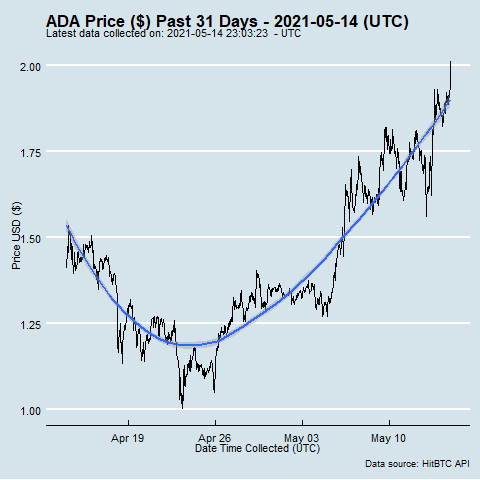 ADA Price ($) Past 31 Days - 2021-05-14 (UTC)
Latest data collected on: 2021-05-14 23:03:23 - UTC
2.00
1.75
1.50
1.25
1.00
Price USD ($)
Apr 19 Apr 26 May 03 May 10
Date Time Collected (UTC)
Data source: HitBTC API